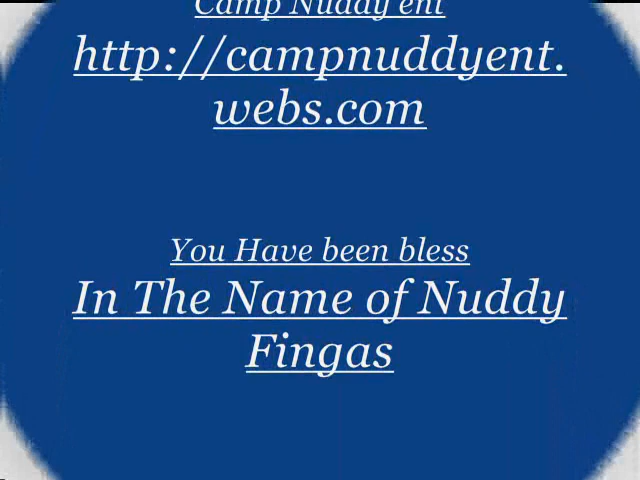 Camp Nuddy ent
http://campnuddyent.
webs.com
You Have been bless
In The Name of Nuddy
Fingas